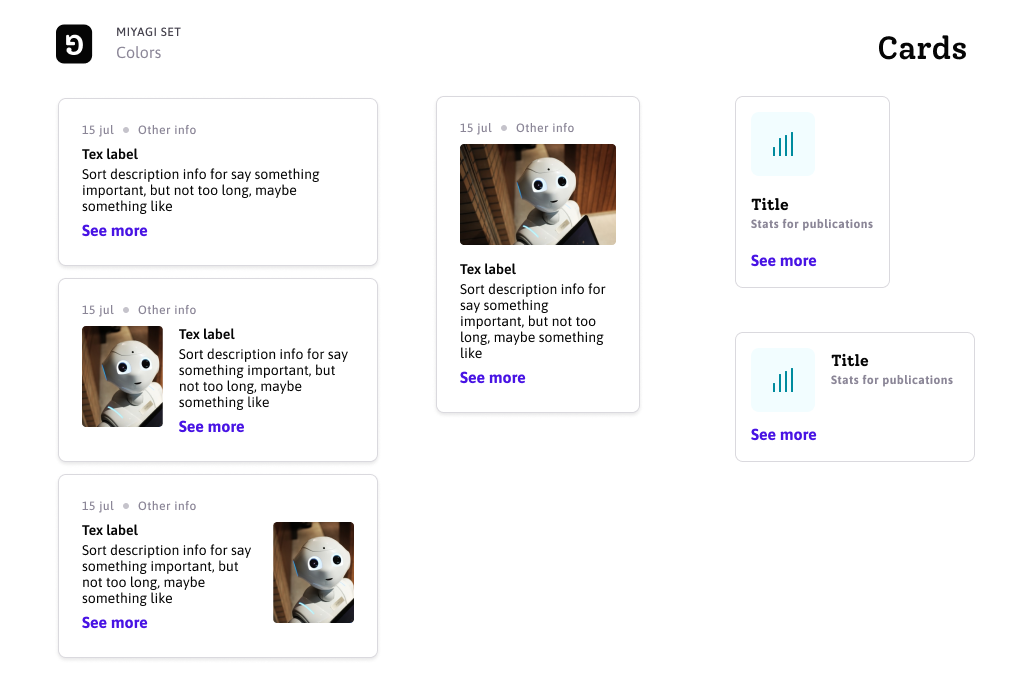 MIYAGI SET
Colors
Cards
15 jul
Other info
Tex label
Sort description info for say something
important, but not too long, maybe
something like
See more
15 jul
Other info
Tex label
Sort description info for say
something important, but
not too long, maybe
something like
See more
15 jul
Other info
Tex label
Sort description info for say
something important, but
not too long, maybe
something like
See more
15 jul
Other info
Tex label
Sort description info for
say something
important, but not too
long, maybe something
like
See more
Title
Stats for publications
See more
Title
Stats for publications
See more